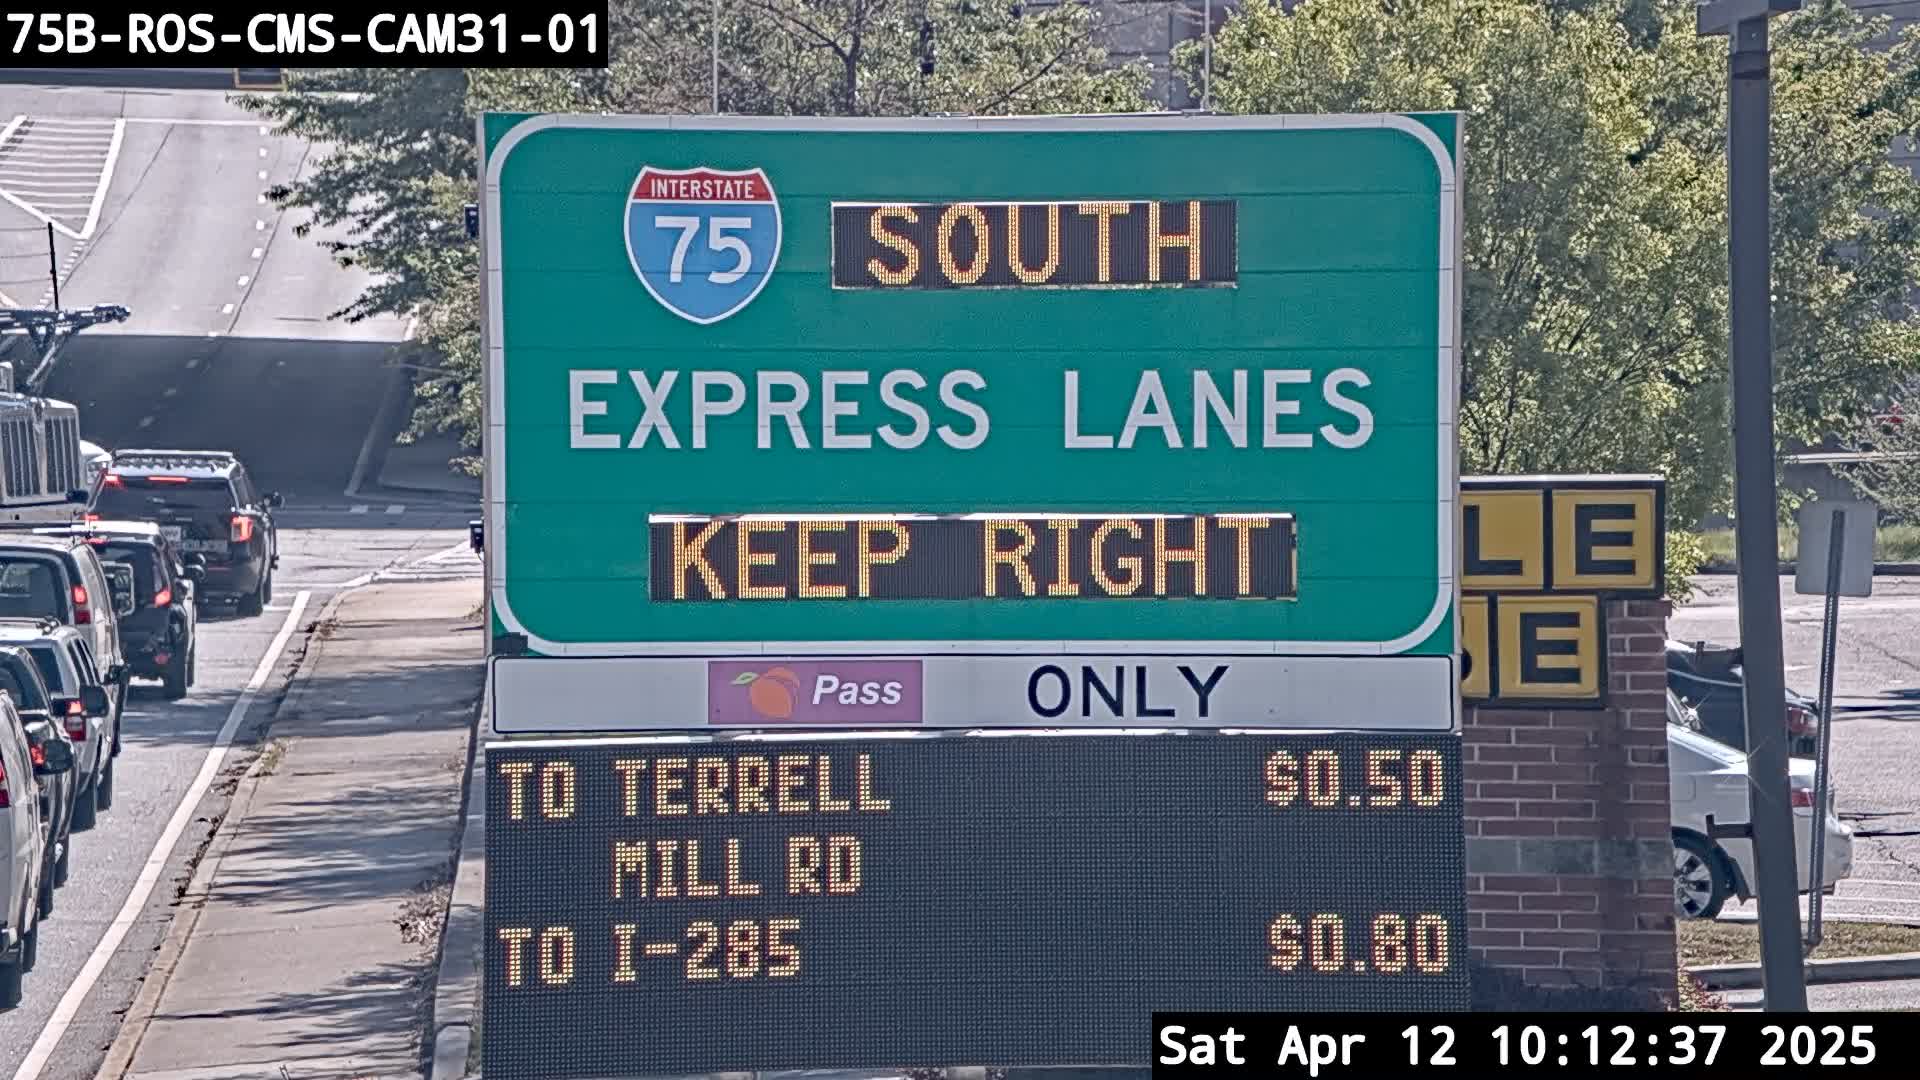 75B-ROS-CMS-CAM31-01
INTERSTATE
75
SOUTH
EXPRESS LANES
KEEP RIGHT
Pass ONLY
TO TERRELL $0.50
MILL RD
TO I-285 $0.80
LE
E
Sat Apr 12 10:12:37 2025